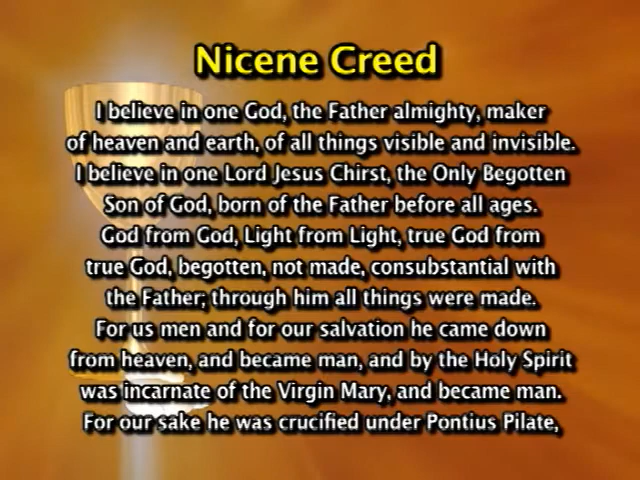 Nicene Creed
I believe in one God, the Father almighty, maker
of heaven and earth, of all things visible and invisible.
I believe in one Lord Jesus Chirst, the Only Begotten
Son of God, born of the Father before all ages.
God from God, Light from Light, true God from
true God, begotten, not made, consubstantial with
the Father; through him all things were made.
For us men and for our salvation he came down
from heaven, and became man, and by the Holy Spirit
was incarnate of the Virgin Mary, and became man.
For our sake he was crucified under Pontius Pilate,